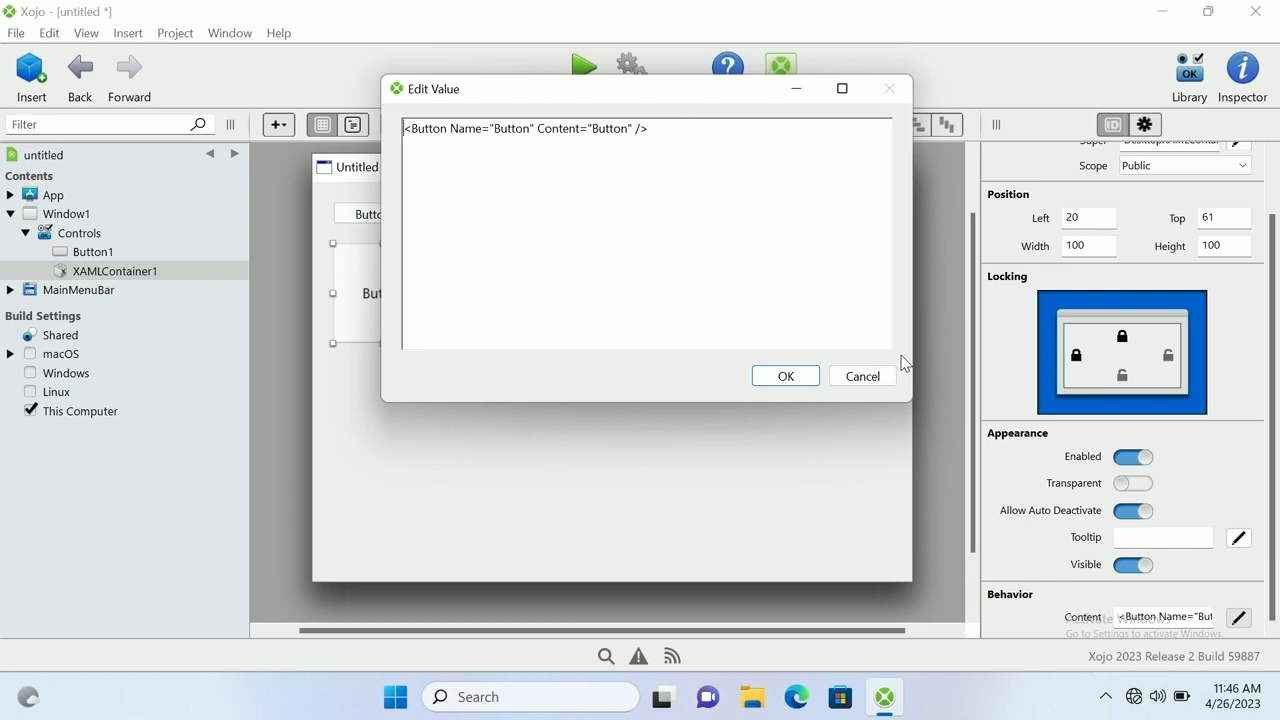 Xojo - [untitled *]
File Edit View Insert Project Window Help
Insert Back Forward Library Inspector
OK
Filter
ID
untitled
Contents
App
Window1
Controls
Button1
XAMLContainer1
MainMenuBar
Build Settings
Shared
macOS
Windows
Linux
This Computer
Untitled
Edit Value
<Button Name="Button" Content="Button" />
OK Cancel
Scope Public
Position
Left 20 Top 61
Width 100 Height 100
Locking
Appearance
Enabled
Transparent
Allow Auto Deactivate
Tooltip
Visible
Behavior
Content <Button Name="But
Activate Windows
Go to Settings to activate Windows.
Xojo 2023 Release 2 Build 59887
Search
11:46 AM
4/26/2023